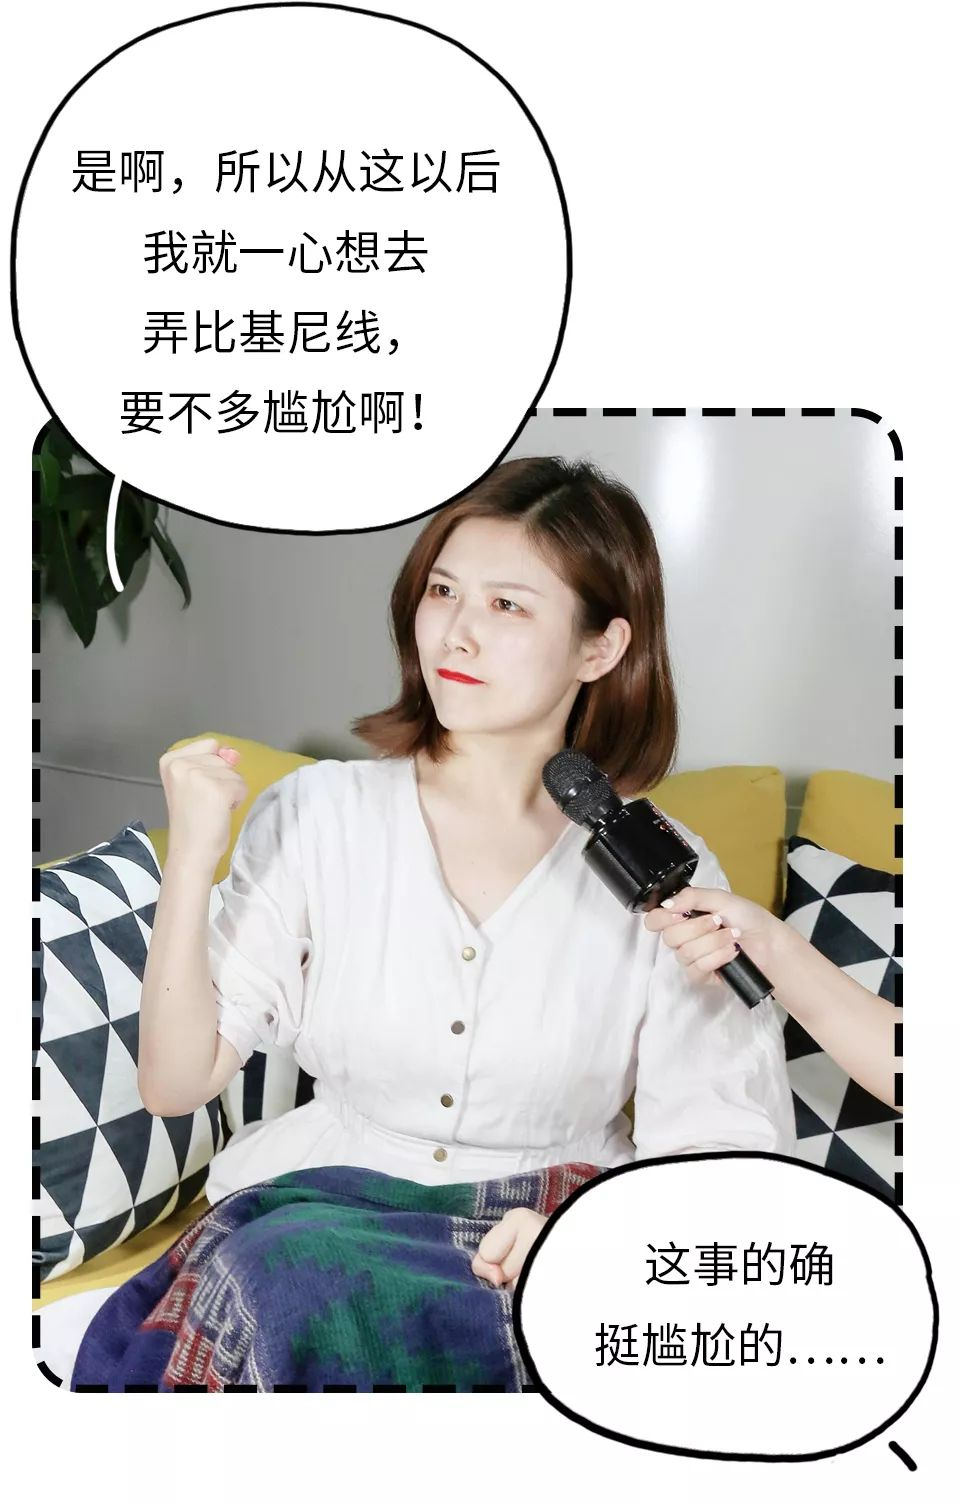 是啊，所以从这以后
我就一心想去
弄比基尼线，
要不多尴尬啊！
这事的确
挺尴尬的……